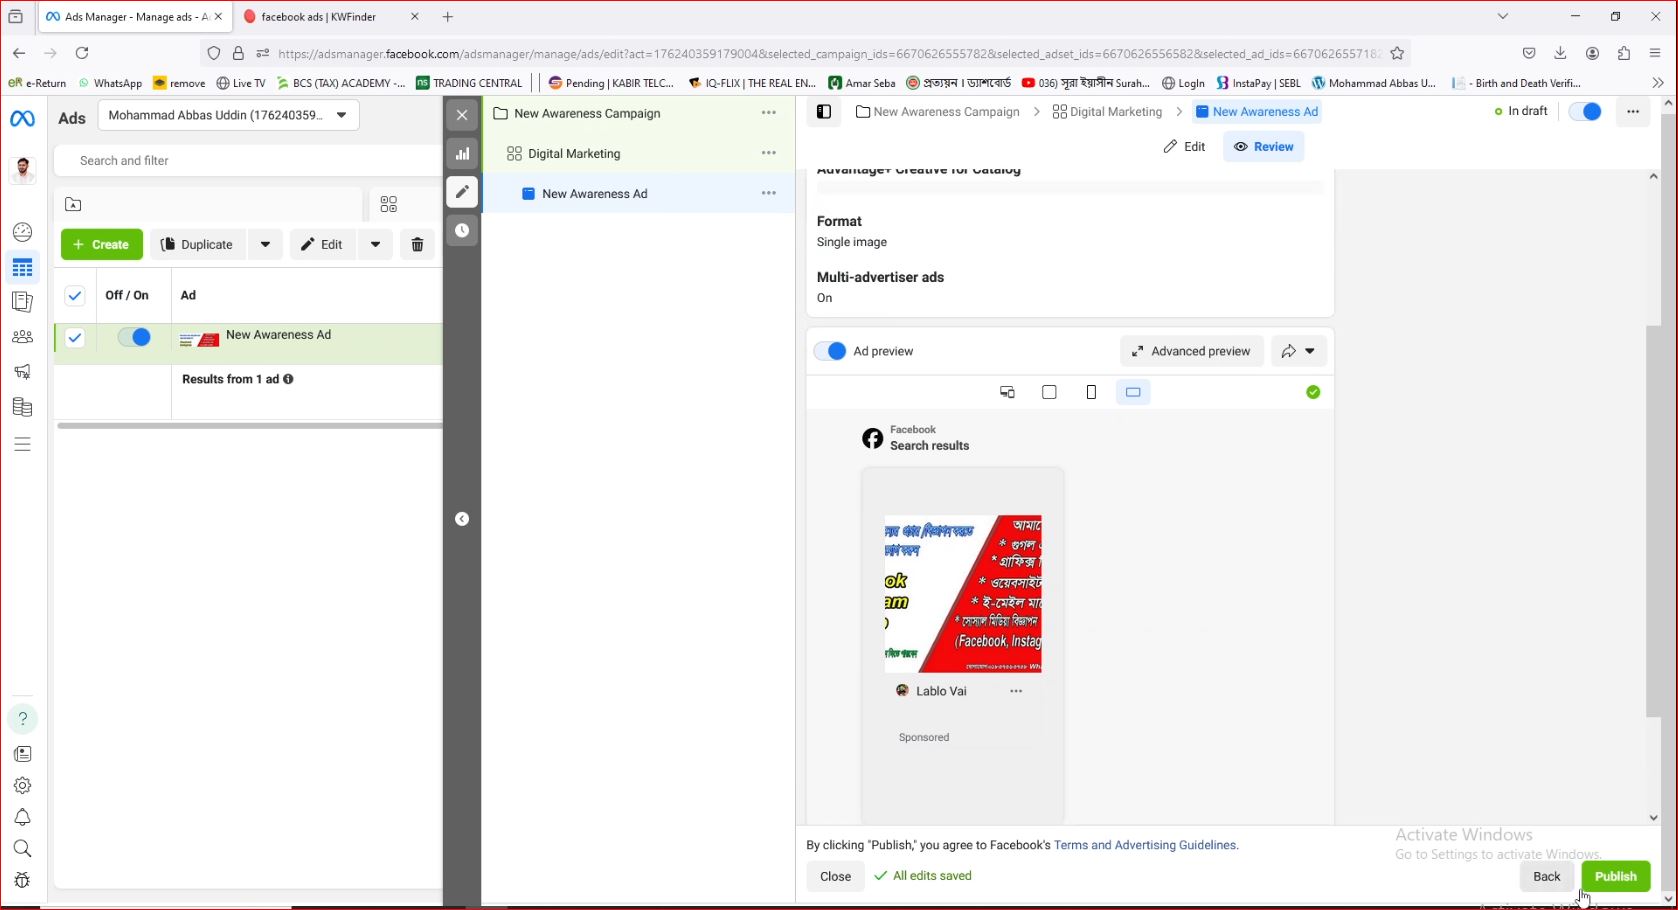 Ads Manager - Manage ads - A
facebook ads | KWFinder
https://adsmanager.facebook.com/adsmanager/manage/ads/edit?act=1762403591790048&selected_campaign_ids=6670626555782&selected_adset_ids=6670626556582&selected_ad_ids=667062655718
e-Return
WhatsApp
remove
Live TV
BCS (TAX) ACADEMY -...
TRADING CENTRAL
Pending | KABIR TELC...
IQ-FLIX | THE REAL EN...
Amar Seba
প্রত্যয়ন । ড্যাশবোর্ড
036) সূরা ইয়াসীন Surah...
LogIn
InstaPay | SEBL
Mohammad Abbas U...
- Birth and Death Verifi...
Ads
Mohammad Abbas Uddin (176240359...
Search and filter
Create
Duplicate
Edit
Off / On
Ad
New Awareness Ad
Results from 1 ad
New Awareness Campaign
Digital Marketing
New Awareness Ad
New Awareness Campaign
Digital Marketing
New Awareness Ad
In draft
Edit
Review
Advantage+ Creative for Catalog
Format
Single image
Multi-advertiser ads
On
Ad preview
Advanced preview
Facebook
Search results
ok
am
আমাদে
* গুগল
* গ্রাফিক্স
* ওয়েবসাইট
* ই-মেইল মা
* সোস্যাল মিডিয়া বিজ্ঞাপন
(Facebook, Instag
Lablo Vai
Sponsored
By clicking "Publish," you agree to Facebook's Terms and Advertising Guidelines.
Close
All edits saved
Activate Windows
Go to Settings to activate Windows.
Back
Publish